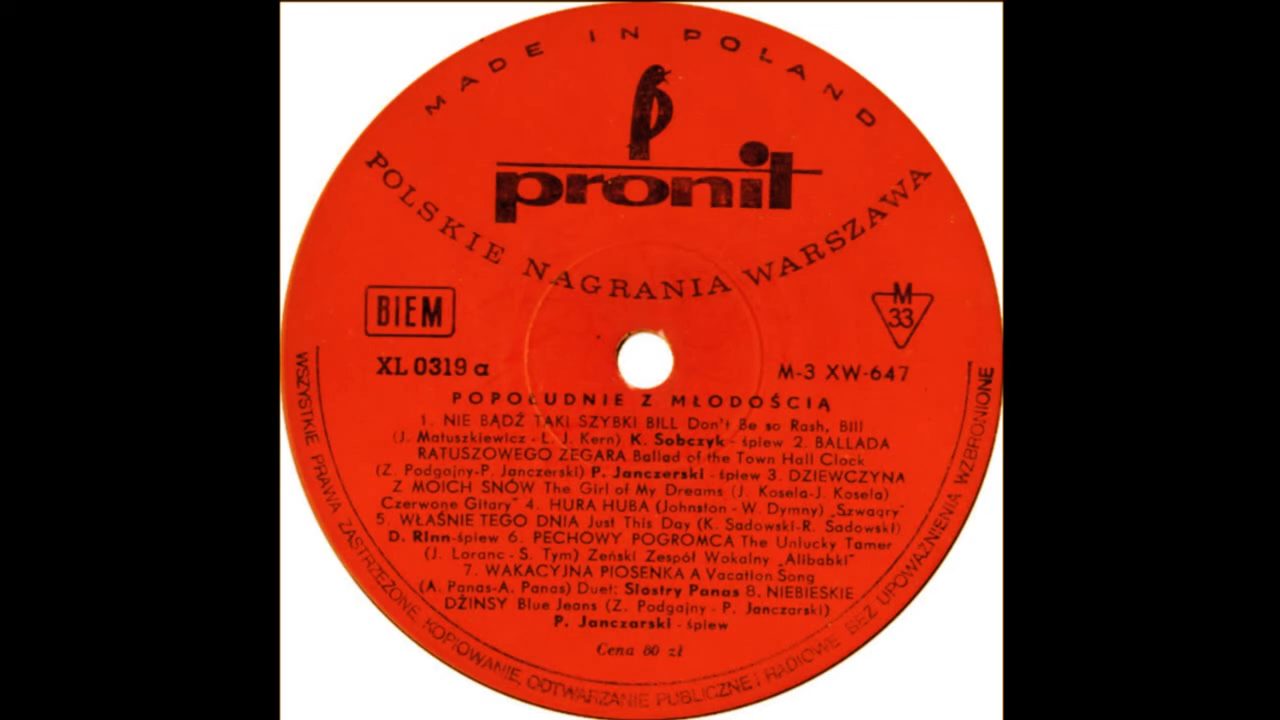 MADE IN POLAND
pronit
POLSKIE NAGRANIA WARSZAWA
BIEM
M
33
XL 0319 a
M-3 XW-647
POPOŁUDNIE Z MŁODOŚCIĄ
1. NIE BĄDŹ TAKI SZYBKI BILL Don't Be so Rash, Bill
(J. Matuszkiewicz - L. J. Kern) K. Sobczyk - śpiew 2. BALLADA
RATUSZOWEGO ZEGARA Ballad of the Town Hall Clock
(Z. Podgajny-P. Janczerski) P. Janczerski - śpiew 3. DZIEWCZYNA
Z MOICH SNÓW The Girl of My Dreams (J. Kosela-J. Kosela)
Czerwone Gitary" 4. HURA HUBA (Johnston - W. Dymny) „Szwagry"
5. WŁAŚNIE TEGO DNIA Just This Day (K. Sadowski-R. Sadowski)
D. Rinn-śpiew 6. PECHOWY POGROMCA The Unlucky Tamer
(J. Loranc - S. Tym) Żeński Zespół Wokalny „Alibabki"
7. WAKACYJNA PIOSENKA A Vacation Song
(A. Panas-A. Panas) Duet: Siostry Panas 8. NIEBIESKIE
DŻINSY Blue Jeans (Z. Podgajny - P. Janczarski)
P. Janczarski - śpiew
Cena 80 zł
WSZYSTKIE PRAWA ZASTRZEŻONE. KOPIOWANIE, ODTWARZANIE PUBLICZNE I RADIOWE BEZ UPOWAŻNIENIA WZBRONIONE